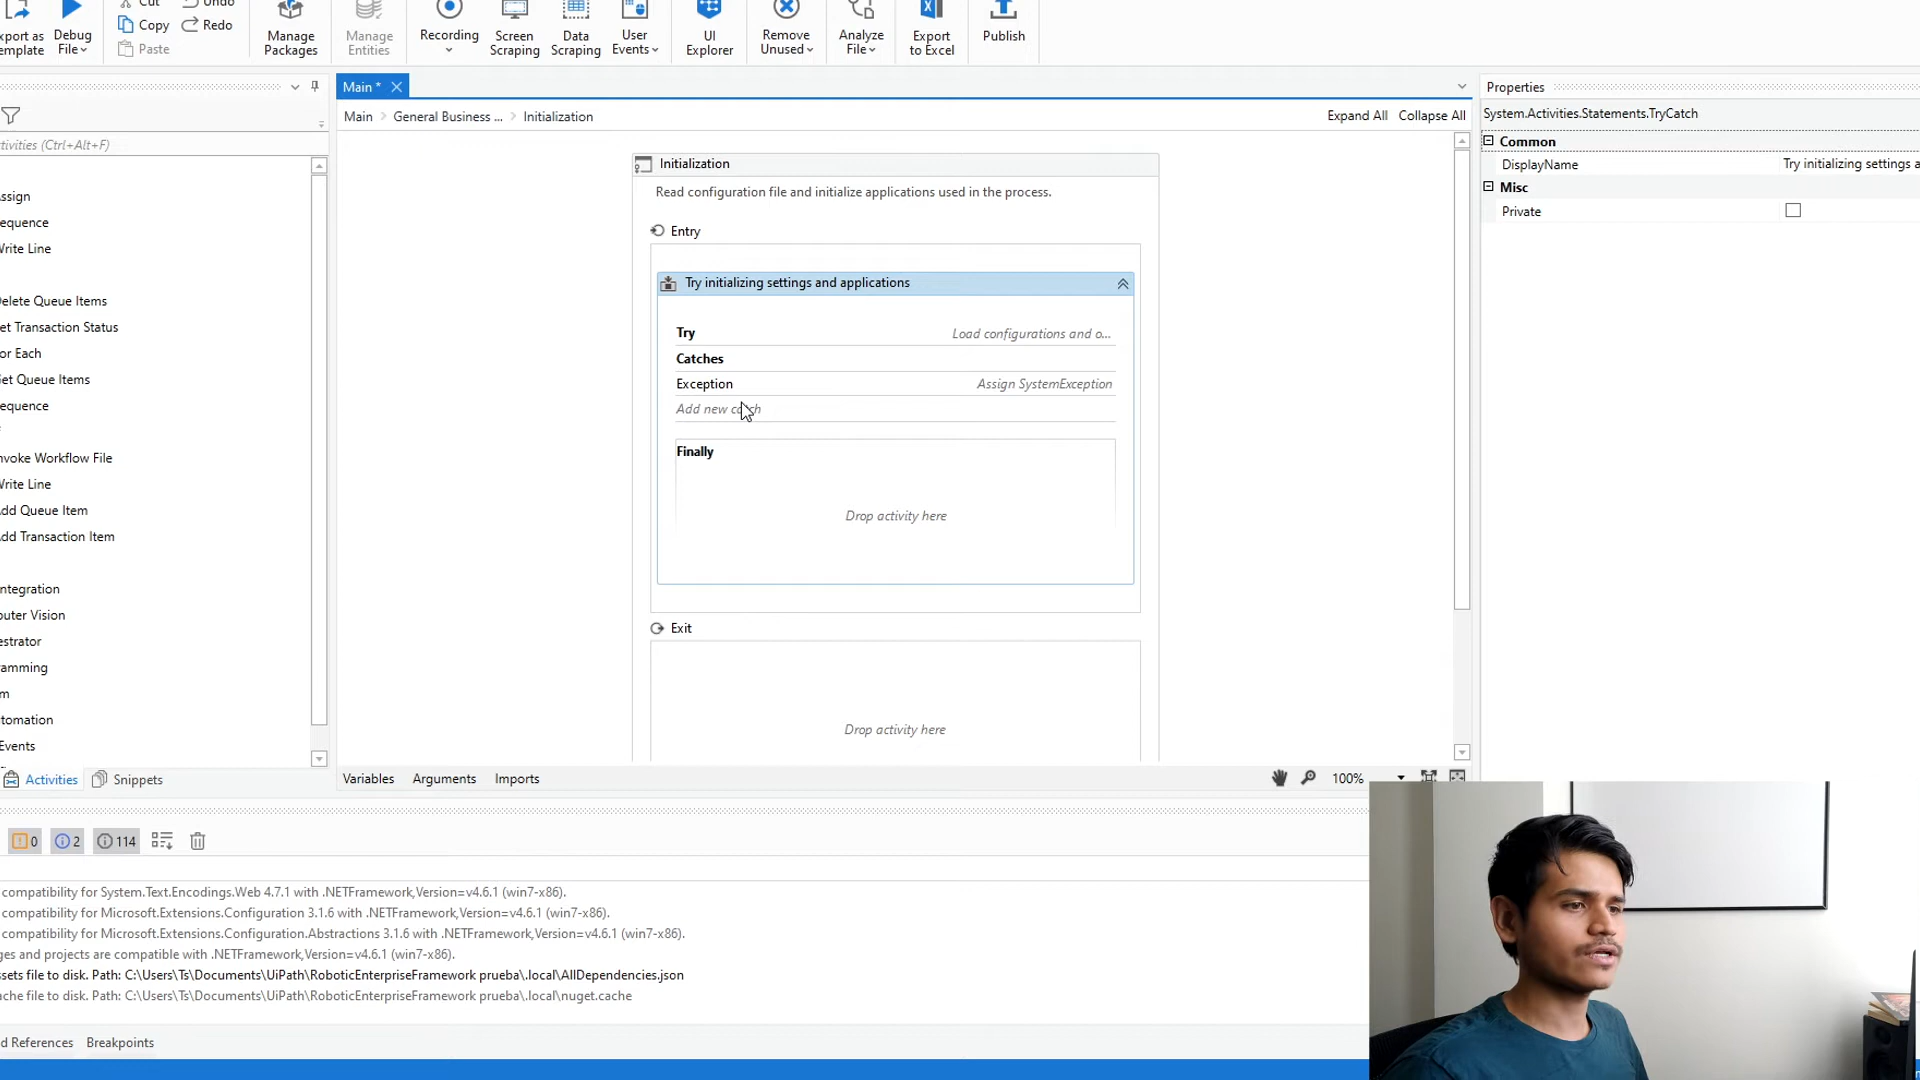 Cut
Undo
Copy
Redo
Paste
xport as
emplate
Debug
File
Manage
Packages
Manage
Entities
Recording
Screen
Scraping
Data
Scraping
User
Events
UI
Explorer
Remove
Unused
Analyze
File
Export
to Excel
Publish
Main *
Properties
Main
General Business ...
Initialization
Expand All
Collapse All
System.Activities.Statements.TryCatch
Common
DisplayName
Try initializing settings a
Misc
Private
tivities (Ctrl+Alt+F)
ssign
equence
Write Line
elete Queue Items
et Transaction Status
or Each
et Queue Items
equence
nvoke Workflow File
Write Line
dd Queue Item
dd Transaction Item
ntegration
puter Vision
estrator
ramming
m
tomation
Events
Activities
Snippets
Initialization
Read configuration file and initialize applications used in the process.
Entry
Try initializing settings and applications
Try
Load configurations and o...
Catches
Exception
Assign SystemException
Add new catch
Finally
Drop activity here
Exit
Drop activity here
Variables
Arguments
Imports
100%
0
2
114
compatibility for System.Text.Encodings.Web 4.7.1 with .NETFramework,Version=v4.6.1 (win7-x86).
compatibility for Microsoft.Extensions.Configuration 3.1.6 with .NETFramework,Version=v4.6.1 (win7-x86).
compatibility for Microsoft.Extensions.Configuration.Abstractions 3.1.6 with .NETFramework,Version=v4.6.1 (win7-x86).
ges and projects are compatible with .NETFramework,Version=v4.6.1 (win7-x86).
ssets file to disk. Path: C:\Users\Ts\Documents\UiPath\RoboticEnterpriseFramework prueba\.local\AllDependencies.json
ache file to disk. Path: C:\Users\Ts\Documents\UiPath\RoboticEnterpriseFramework prueba\.local\nuget.cache
d References
Breakpoints